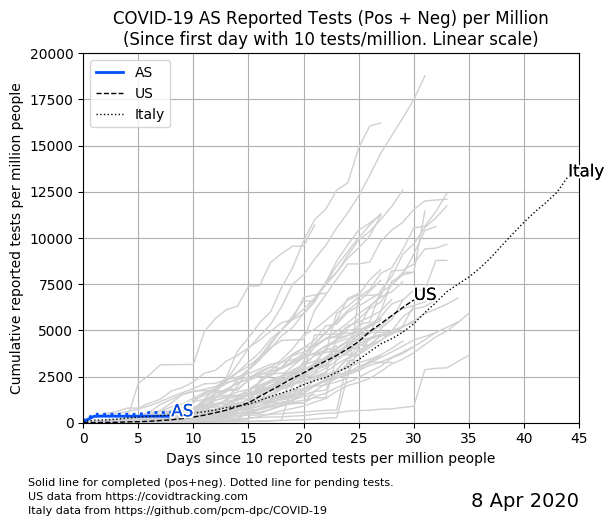 COVID-19 AS Reported Tests (Pos + Neg) per Million
(Since first day with 10 tests/million. Linear scale)
Cumulative reported tests per million people
20000
17500
15000
12500
10000
7500
5000
2500
0
AS
US
Italy
Italy
US
AS
0 5 10 15 20 25 30 35 40 45
Days since 10 reported tests per million people
Solid line for completed (pos+neg). Dotted line for pending tests.
US data from https://covidtracking.com
Italy data from https://github.com/pcm-dpc/COVID-19
8 Apr 2020